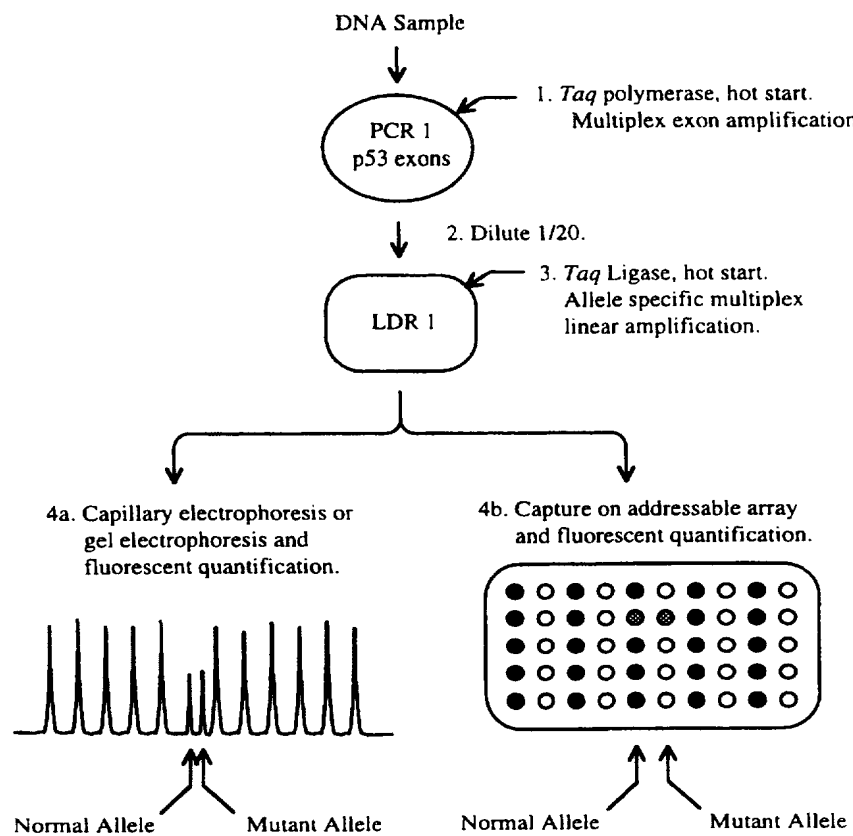 DNA Sample
1. Taq polymerase, hot start.
Multiplex exon amplification
PCR 1
p53 exons
2. Dilute 1/20.
3. Taq Ligase, hot start.
Allele specific multiplex
linear amplification.
LDR 1
4a. Capillary electrophoresis or
gel electrophoresis and
fluorescent quantification.
4b. Capture on addressable array
and fluorescent quantification.
Normal Allele
Mutant Allele
Normal Allele
Mutant Allele